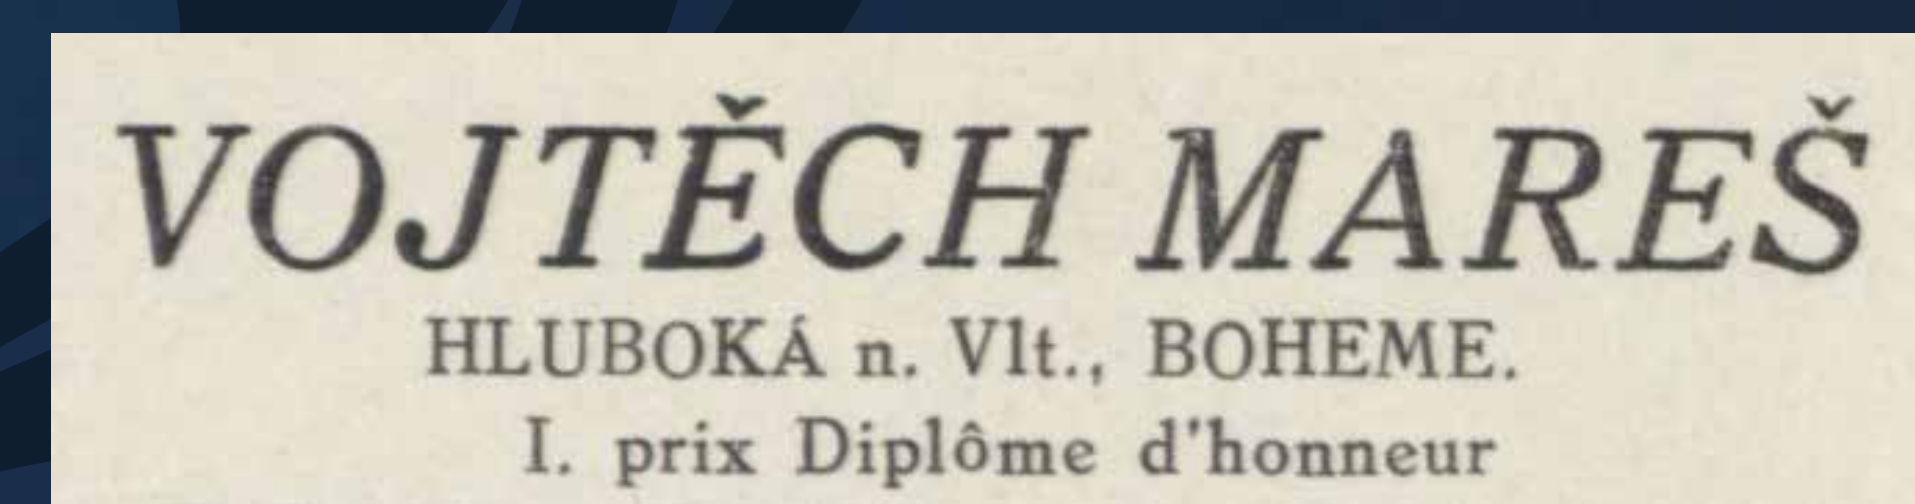 VOJTĚCH MAREŠ
HLUBOKÁ n. Vlt., BOHEME.
I. prix Diplôme d'honneur